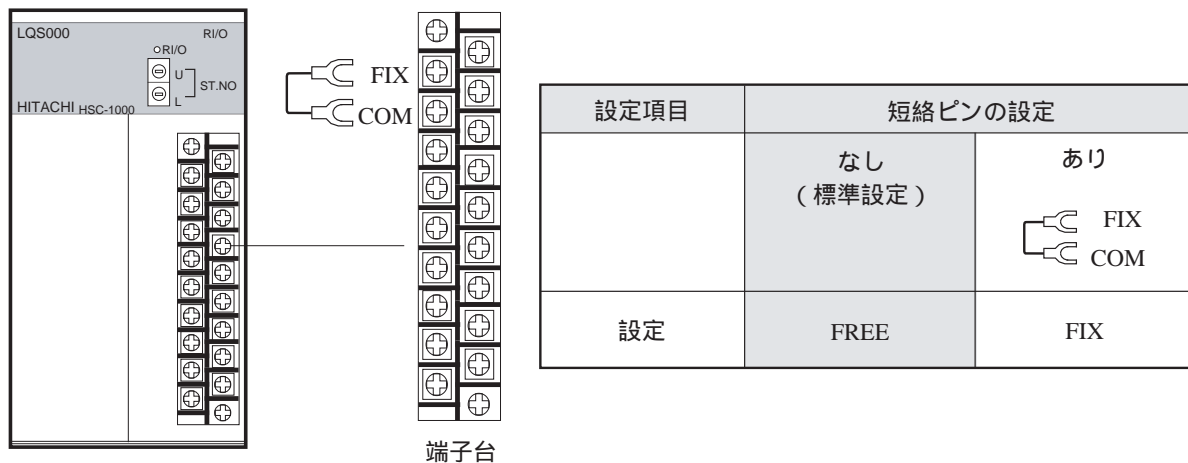 LQS000 RI/O
RI/O
U
ST.NO
L
HITACHI HSC-1000
FIX
COM
端子台
設定項目 短絡ピンの設定
なし あり
(標準設定)
FIX
COM
設定 FREE FIX